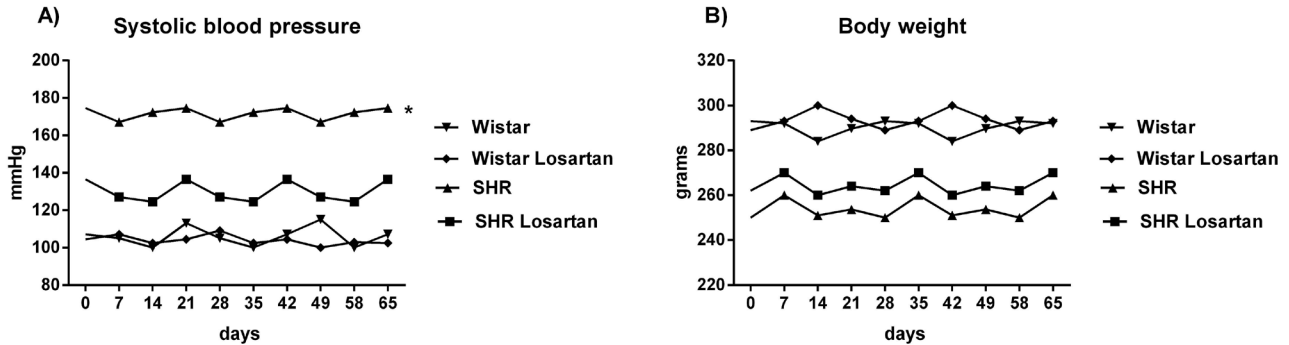 A)
Systolic blood pressure
200
180
160
140
120
100
80
mmHg
0 7 14 21 28 35 42 49 58 65
days
*
Wistar
Wistar Losartan
SHR
SHR Losartan
B)
Body weight
320
300
280
260
240
220
grams
0 7 14 21 28 35 42 49 58 65
days
Wistar
Wistar Losartan
SHR
SHR Losartan